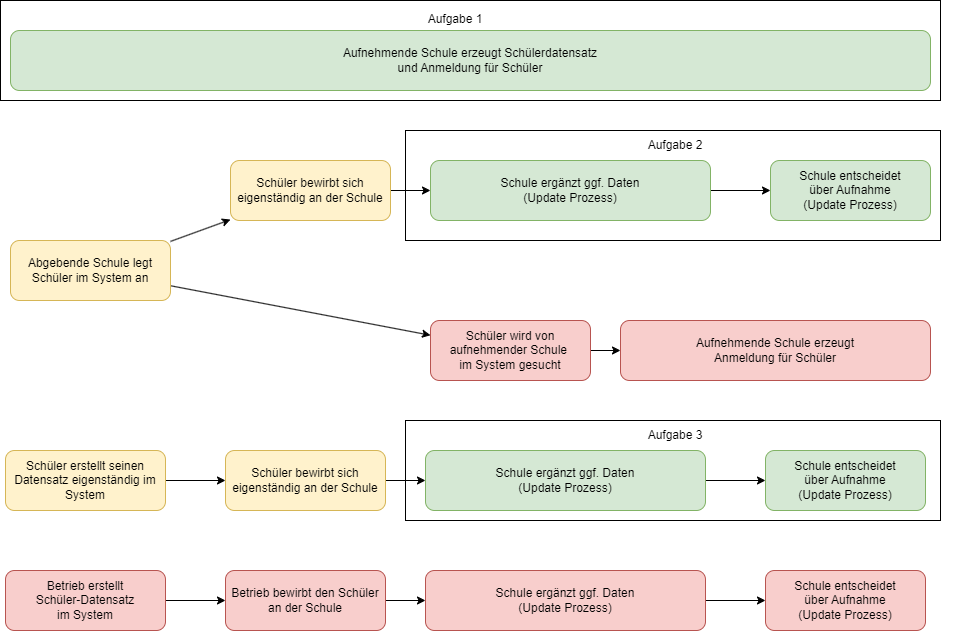 Aufgabe 1
Aufnehmende Schule erzeugt Schülerdatensatz
und Anmeldung für Schüler
Aufgabe 2
Schüler bewirbt sich
eigenständig an der Schule
Schule ergänzt ggf. Daten
(Update Prozess)
Schule entscheidet
über Aufnahme
(Update Prozess)
Abgebende Schule legt
Schüler im System an
Schüler wird von
aufnehmender Schule
im System gesucht
Aufnehmende Schule erzeugt
Anmeldung für Schüler
Aufgabe 3
Schüler erstellt seinen
Datensatz eigenständig im
System
Schüler bewirbt sich
eigenständig an der Schule
Schule ergänzt ggf. Daten
(Update Prozess)
Schule entscheidet
über Aufnahme
(Update Prozess)
Betrieb erstellt
Schüler-Datensatz
im System
Betrieb bewirbt den Schüler
an der Schule
Schule ergänzt ggf. Daten
(Update Prozess)
Schule entscheidet
über Aufnahme
(Update Prozess)